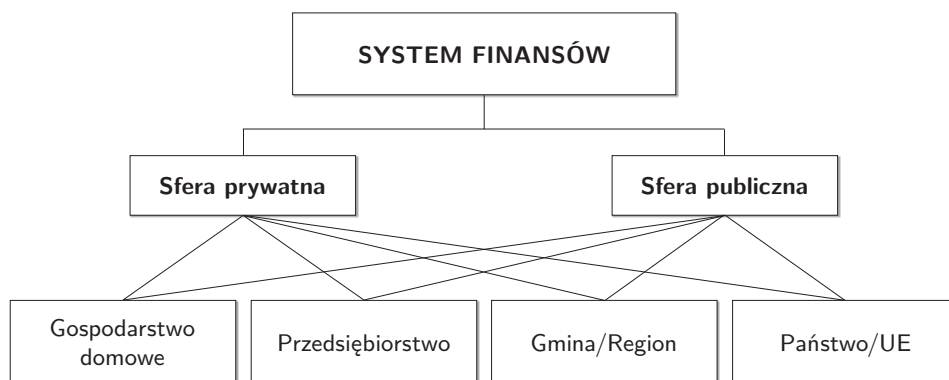 SYSTEM FINANSÓW
Sfera prywatna
Sfera publiczna
Gospodarstwo
domowe
Przedsiębiorstwo
Gmina/Region
Państwo/UE